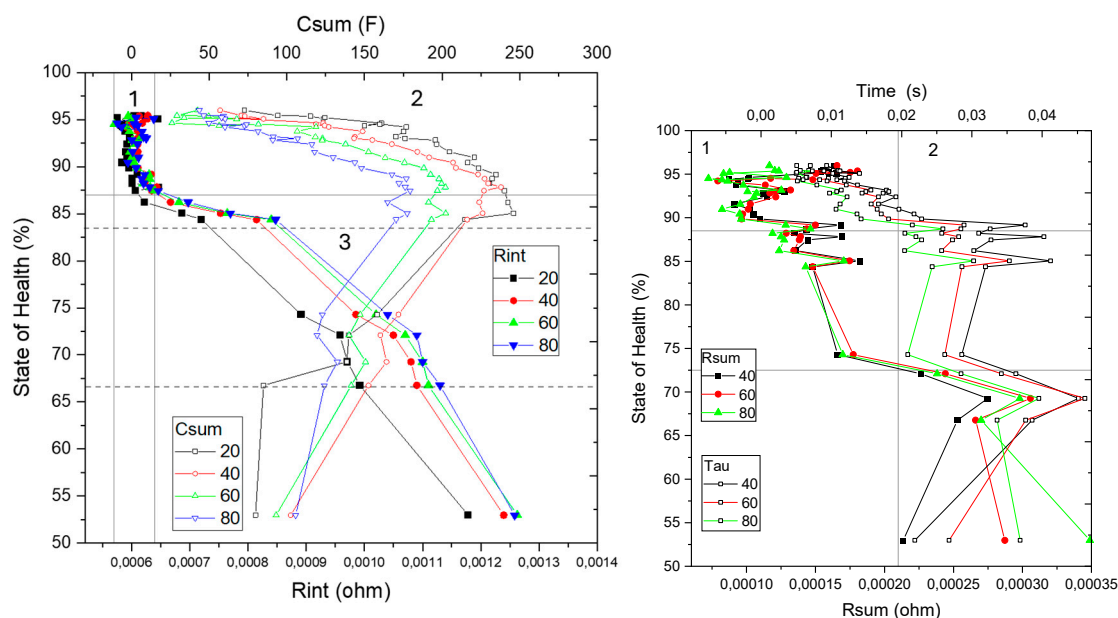 Csum (F)
0 50 100 150 200 250 300
100
95
90
85
80
75
70
65
60
55
50
State of Health (%)
1
2
3
Rint
20
40
60
80
Csum
20
40
60
80
0,0006 0,0007 0,0008 0,0009 0,0010 0,0011 0,0012 0,0013 0,0014
Rint (ohm)
Time (s)
0,00 0,01 0,02 0,03 0,04
100
95
90
85
80
75
70
65
60
55
50
State of Health (%)
1
2
Rsum
40
60
80
Tau
40
60
80
0,00010 0,00015 0,00020 0,00025 0,00030 0,00035
Rsum (ohm)